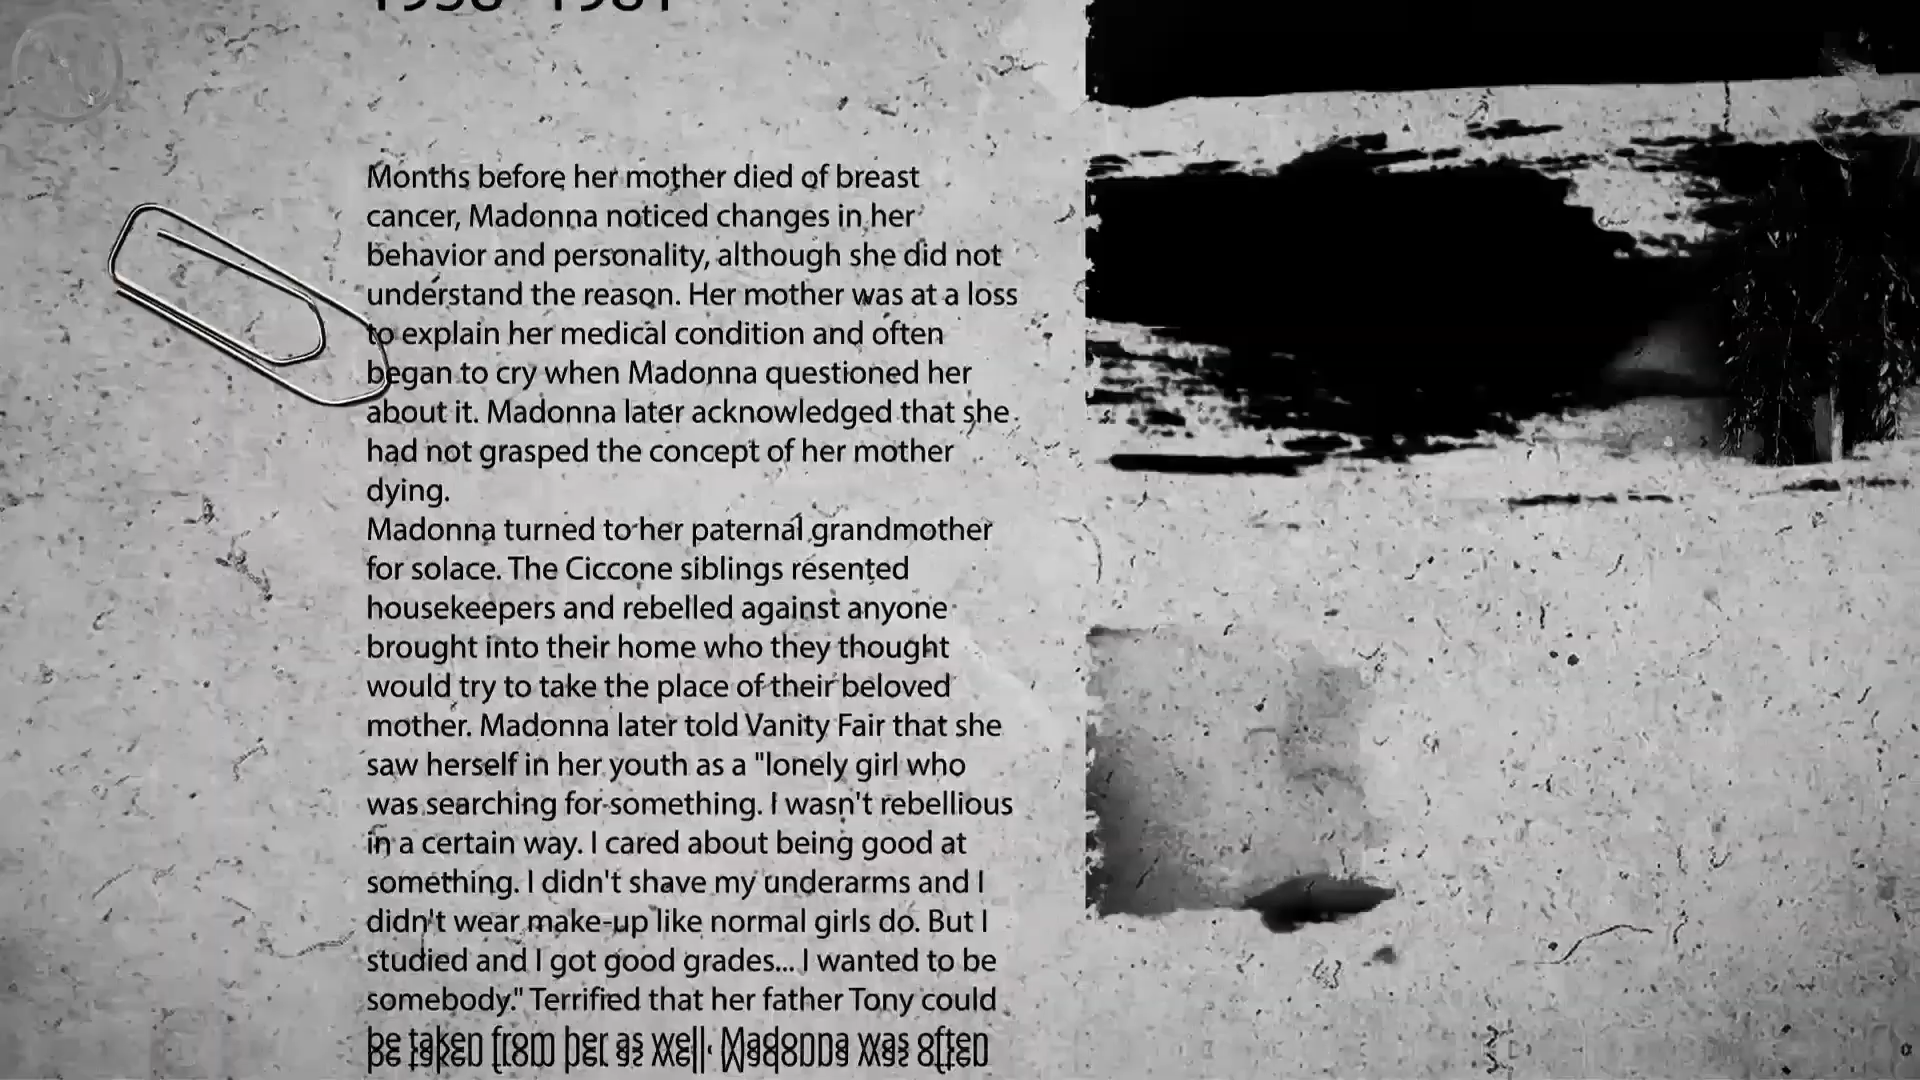 Months before her mother died of breast
cancer, Madonna noticed changes in her
behavior and personality, although she did not
understand the reason. Her mother was at a loss
to explain her medical condition and often
began to cry when Madonna questioned her
about it. Madonna later acknowledged that she
had not grasped the concept of her mother
dying.
Madonna turned to her paternal grandmother
for solace. The Ciccone siblings resented
housekeepers and rebelled against anyone
brought into their home who they thought
would try to take the place of their beloved
mother. Madonna later told Vanity Fair that she
saw herself in her youth as a "lonely girl who
was searching for something. I wasn't rebellious
in a certain way. I cared about being good at
something. I didn't shave my underarms and I
didn't wear make-up like normal girls do. But I
studied and I got good grades... I wanted to be
somebody." Terrified that her father Tony could
be taken from her as well, Madonna was often